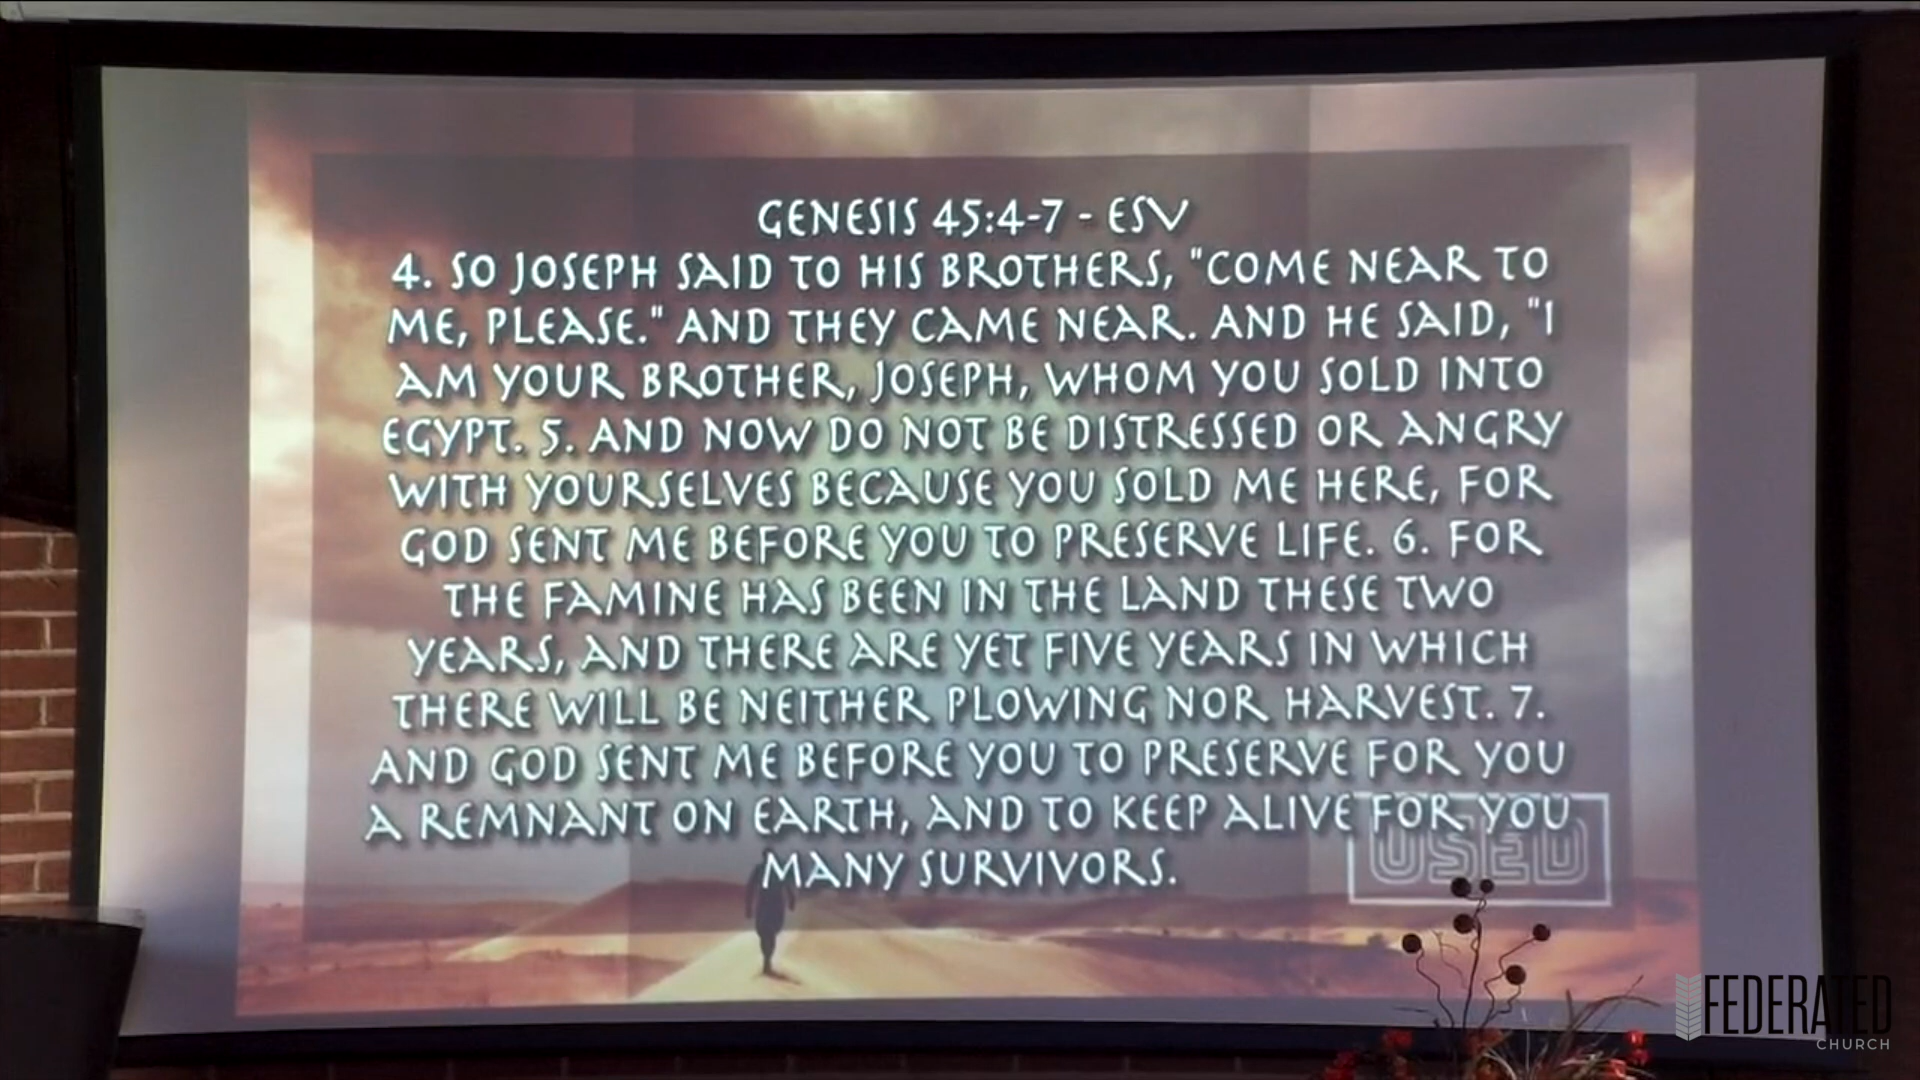 GENESIS 45:4-7 - ESV
4. SO JOSEPH SAID TO HIS BROTHERS, "COME NEAR TO
ME, PLEASE." AND THEY CAME NEAR. AND HE SAID, "I
AM YOUR BROTHER, JOSEPH, WHOM YOU SOLD INTO
EGYPT. 5. AND NOW DO NOT BE DISTRESSED OR ANGRY
WITH YOURSELVES BECAUSE YOU SOLD ME HERE, FOR
GOD SENT ME BEFORE YOU TO PRESERVE LIFE. 6. FOR
THE FAMINE HAS BEEN IN THE LAND THESE TWO
YEARS, AND THERE ARE YET FIVE YEARS IN WHICH
THERE WILL BE NEITHER PLOWING NOR HARVEST. 7.
AND GOD SENT ME BEFORE YOU TO PRESERVE FOR YOU
A REMNANT ON EARTH, AND TO KEEP ALIVE FOR YOU
MANY SURVIVORS.
USED
FEDERATED
CHURCH